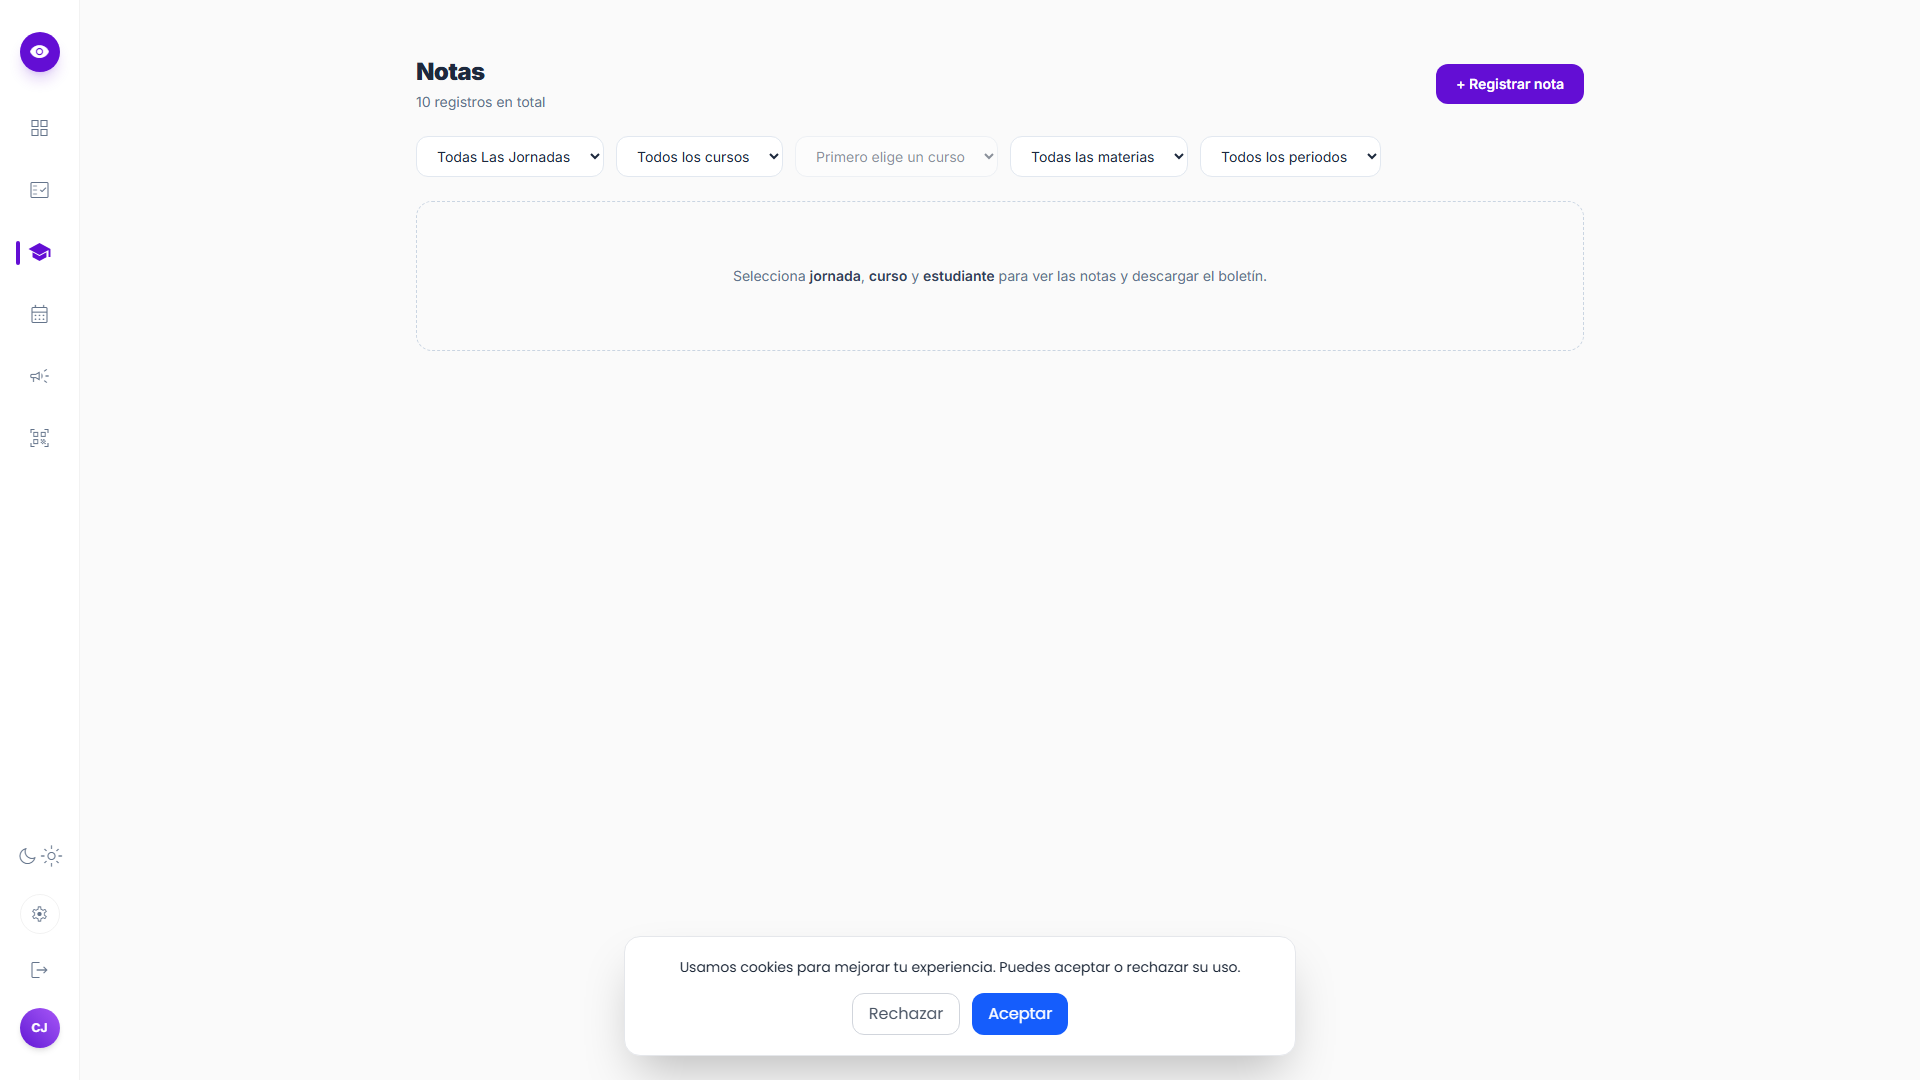 Notas
10 registros en total
+ Registrar nota
Todas Las Jornadas
Todos los cursos
Primero elige un curso
Todas las materias
Todos los periodos
Selecciona jornada, curso y estudiante para ver las notas y descargar el boletín.
Usamos cookies para mejorar tu experiencia. Puedes aceptar o rechazar su uso.
Rechazar
Aceptar
CJ